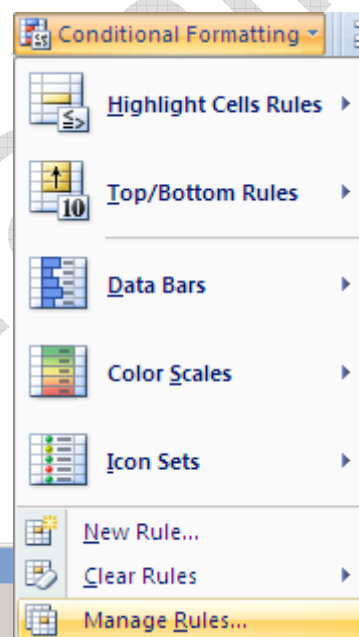 Conditional Formatting
Highlight Cells Rules
Top/Bottom Rules
10
Data Bars
Color Scales
Icon Sets
New Rule...
Clear Rules
Manage Rules...